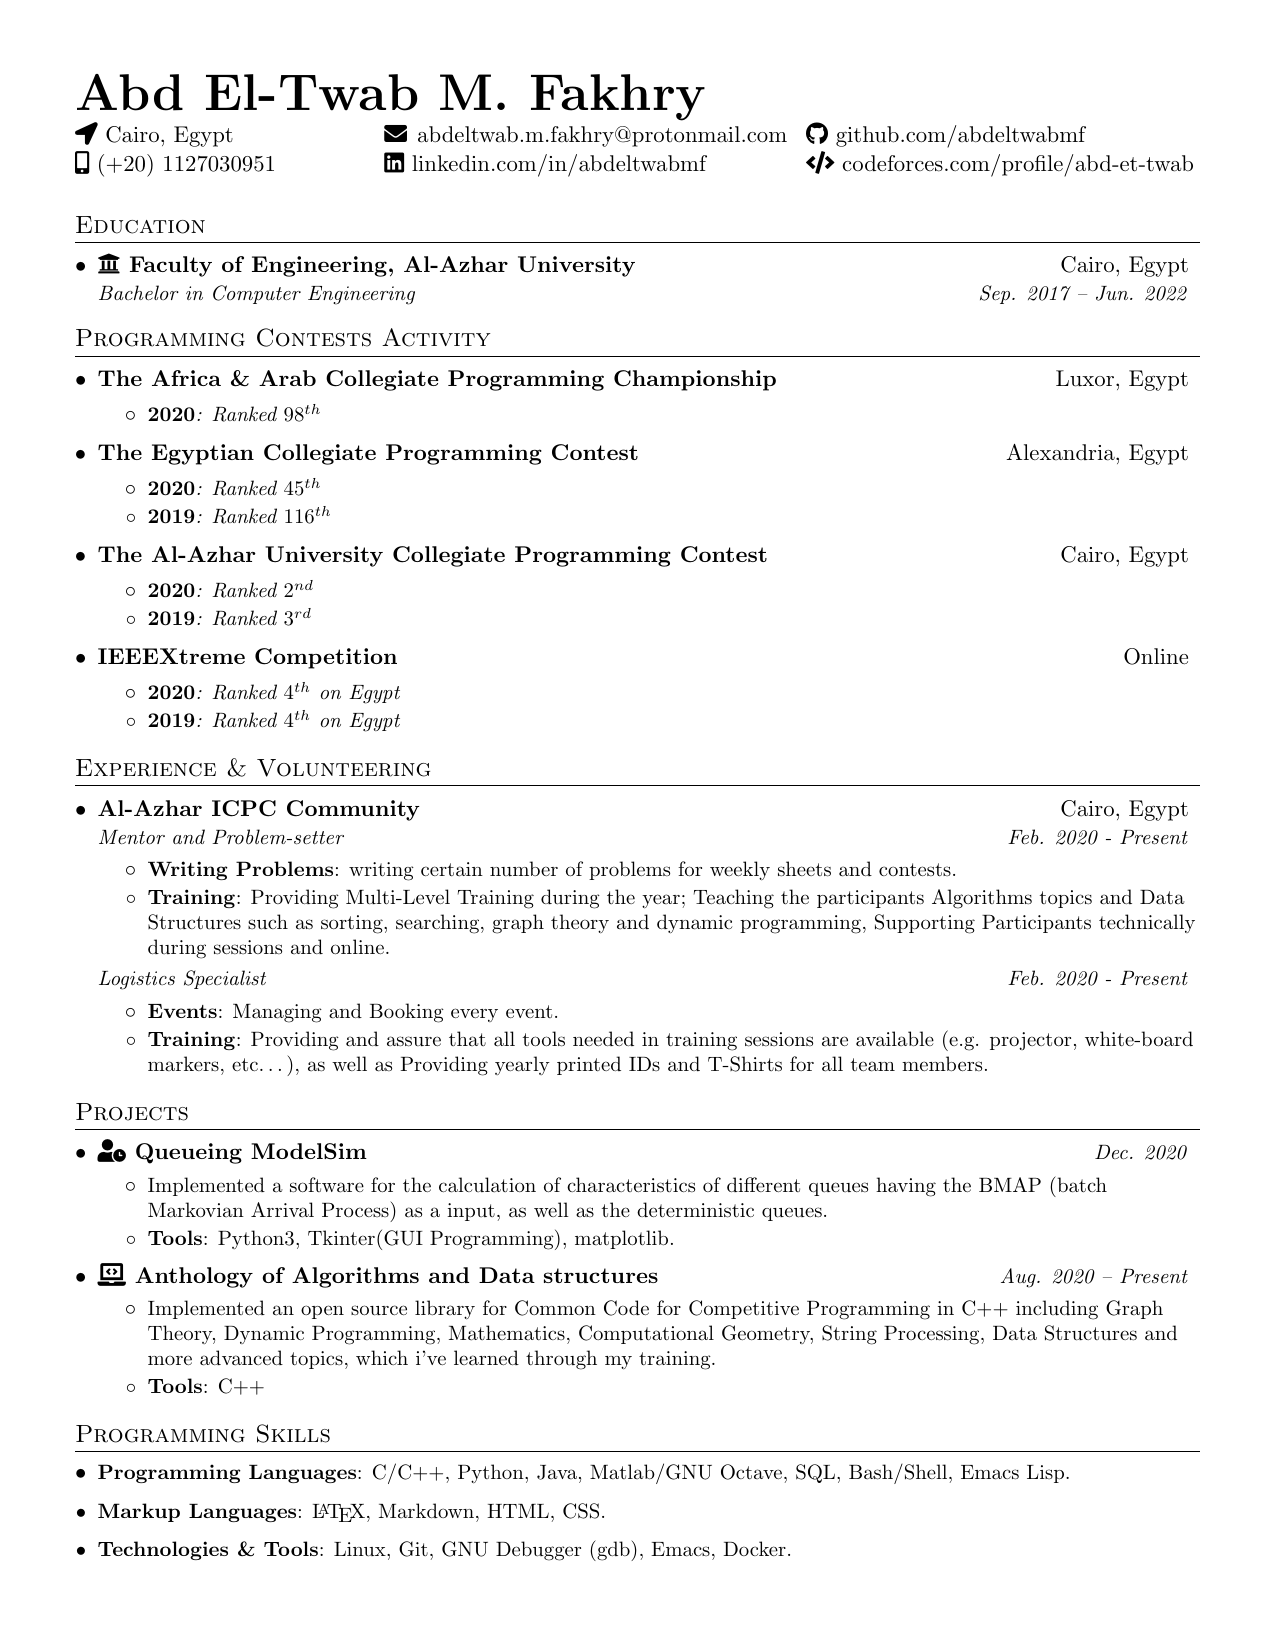 Abd El-Twab M. Fakhry
Cairo, Egypt abdeltwab.m.fakhry@protonmail.com github.com/abdeltwabmf
(+20) 1127030951 linkedin.com/in/abdeltwabmf codeforces.com/profile/abd-et-twab
Education
• Faculty of Engineering, Al-Azhar University Cairo, Egypt
Bachelor in Computer Engineering Sep. 2017 – Jun. 2022
Programming Contests Activity
• The Africa & Arab Collegiate Programming Championship Luxor, Egypt
◦ 2020: Ranked 98th
• The Egyptian Collegiate Programming Contest Alexandria, Egypt
◦ 2020: Ranked 45th
◦ 2019: Ranked 116th
• The Al-Azhar University Collegiate Programming Contest Cairo, Egypt
◦ 2020: Ranked 2nd
◦ 2019: Ranked 3rd
• IEEEXtreme Competition Online
◦ 2020: Ranked 4th on Egypt
◦ 2019: Ranked 4th on Egypt
Experience & Volunteering
• Al-Azhar ICPC Community Cairo, Egypt
Mentor and Problem-setter Feb. 2020 - Present
◦ Writing Problems: writing certain number of problems for weekly sheets and contests.
◦ Training: Providing Multi-Level Training during the year; Teaching the participants Algorithms topics and Data
Structures such as sorting, searching, graph theory and dynamic programming, Supporting Participants technically
during sessions and online.
Logistics Specialist Feb. 2020 - Present
◦ Events: Managing and Booking every event.
◦ Training: Providing and assure that all tools needed in training sessions are available (e.g. projector, white-board
markers, etc...), as well as Providing yearly printed IDs and T-Shirts for all team members.
Projects
• Queueing ModelSim Dec. 2020
◦ Implemented a software for the calculation of characteristics of different queues having the BMAP (batch
Markovian Arrival Process) as a input, as well as the deterministic queues.
◦ Tools: Python3, Tkinter(GUI Programming), matplotlib.
• Anthology of Algorithms and Data structures Aug. 2020 – Present
◦ Implemented an open source library for Common Code for Competitive Programming in C++ including Graph
Theory, Dynamic Programming, Mathematics, Computational Geometry, String Processing, Data Structures and
more advanced topics, which i've learned through my training.
◦ Tools: C++
Programming Skills
• Programming Languages: C/C++, Python, Java, Matlab/GNU Octave, SQL, Bash/Shell, Emacs Lisp.
• Markup Languages: LATEX, Markdown, HTML, CSS.
• Technologies & Tools: Linux, Git, GNU Debugger (gdb), Emacs, Docker.